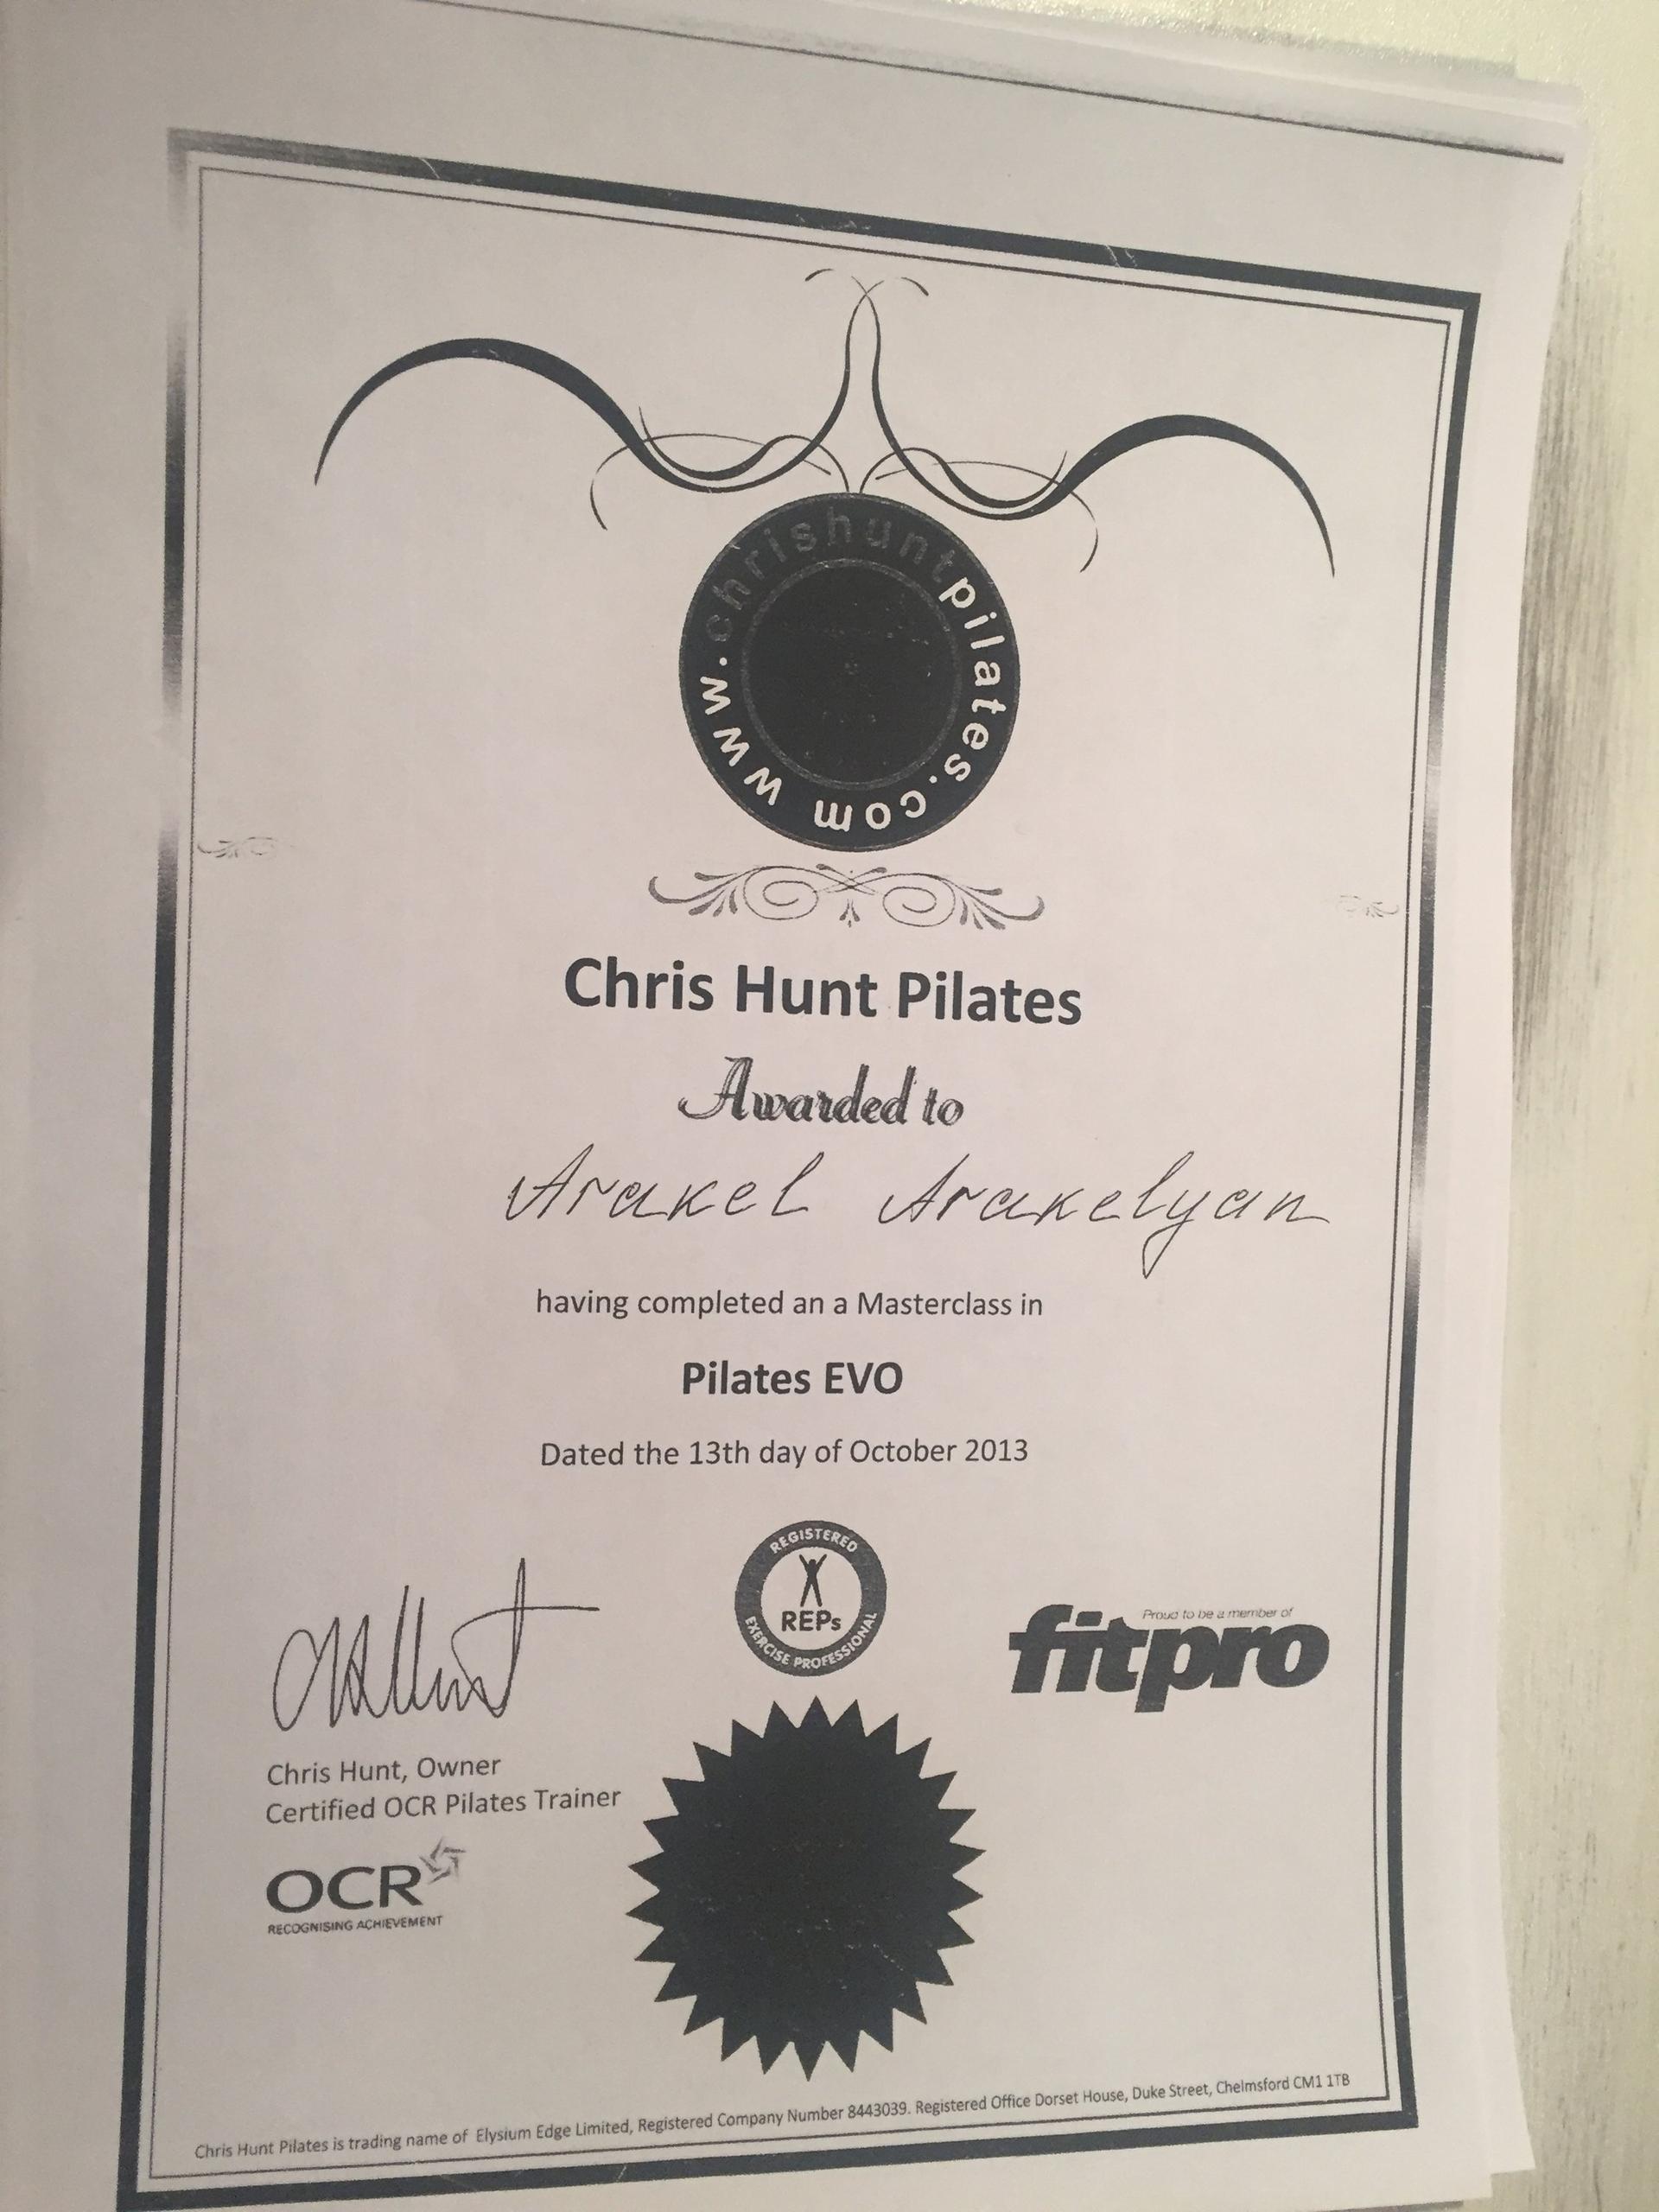 www.chrishuntpilates.com
Chris Hunt Pilates
Awarded to
Arakel Arakelyan
having completed an a Masterclass in
Pilates EVO
Dated the 13th day of October 2013
REGISTERED
REPs
EXERCISE PROFESSIONAL
Proud to be a member of
fitpro
Chris Hunt, Owner
Certified OCR Pilates Trainer
OCR
RECOGNISING ACHIEVEMENT
Chris Hunt Pilates is trading name of Elysium Edge Limited, Registered Company Number 8443039. Registered Office Dorset House, Duke Street, Chelmsford CM1 1TB